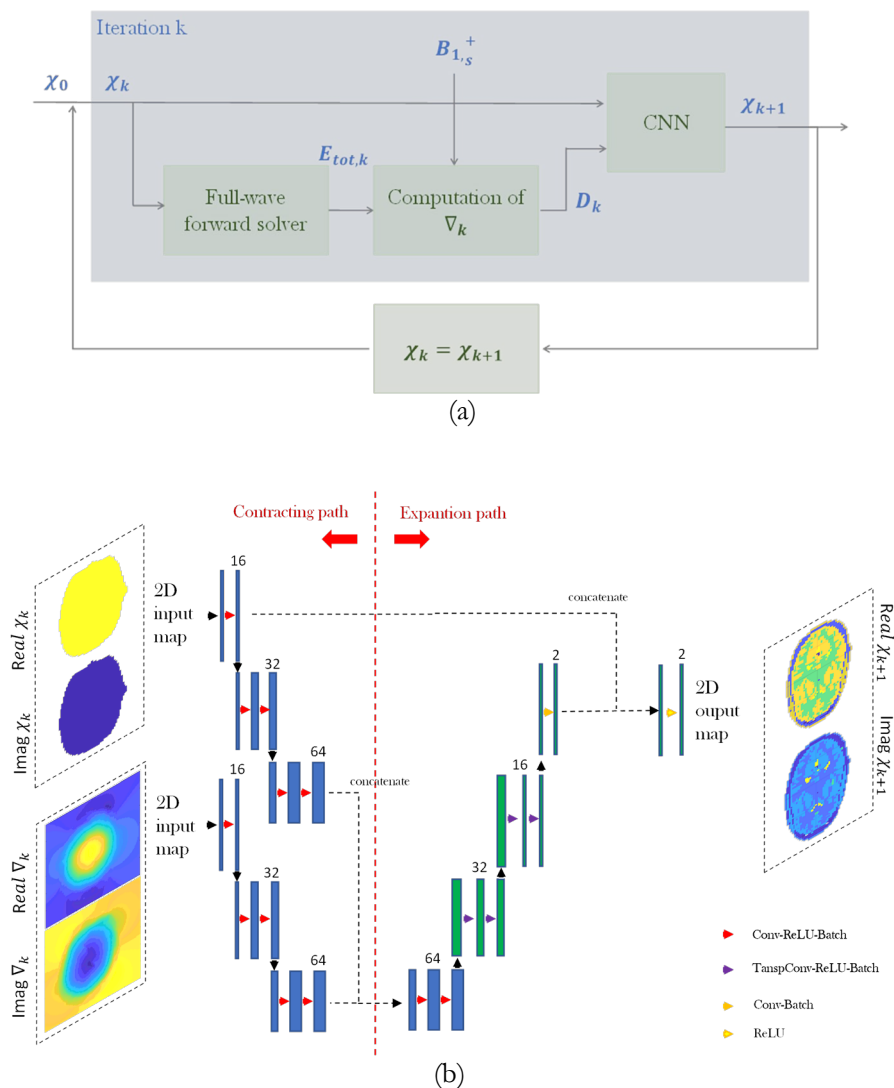 Iteration k
B₁,ₛ⁺
χ₀
χₖ
χₖ₊₁
CNN
Eₜₒₜ,ₖ
Full-wave
forward solver
Computation of
∇ₖ
Dₖ
χₖ = χₖ₊₁
(a)
Contracting path
Expantion path
Real χₖ
Imag χₖ
2D
input
map
16
concatenate
32
64
concatenate
2
2
2D
ouput
map
Real χₖ₊₁
Imag χₖ₊₁
Real ∇ₖ
Imag ∇ₖ
2D
input
map
16
32
64
64
32
16
Conv-ReLU-Batch
TanspConv-ReLU-Batch
Conv-Batch
ReLU
(b)